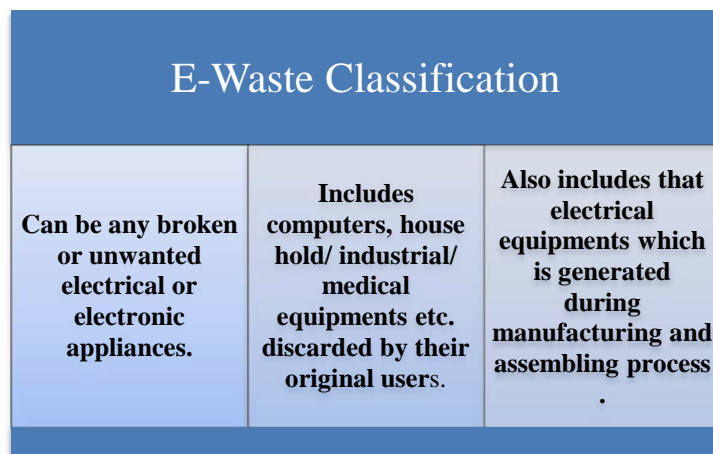 E-Waste Classification
Can be any broken
or unwanted
electrical or
electronic
appliances.
Includes
computers, house
hold/ industrial/
medical
equipments etc.
discarded by their
original users.
Also includes that
electrical
equipments which
is generated
during
manufacturing and
assembling process
.